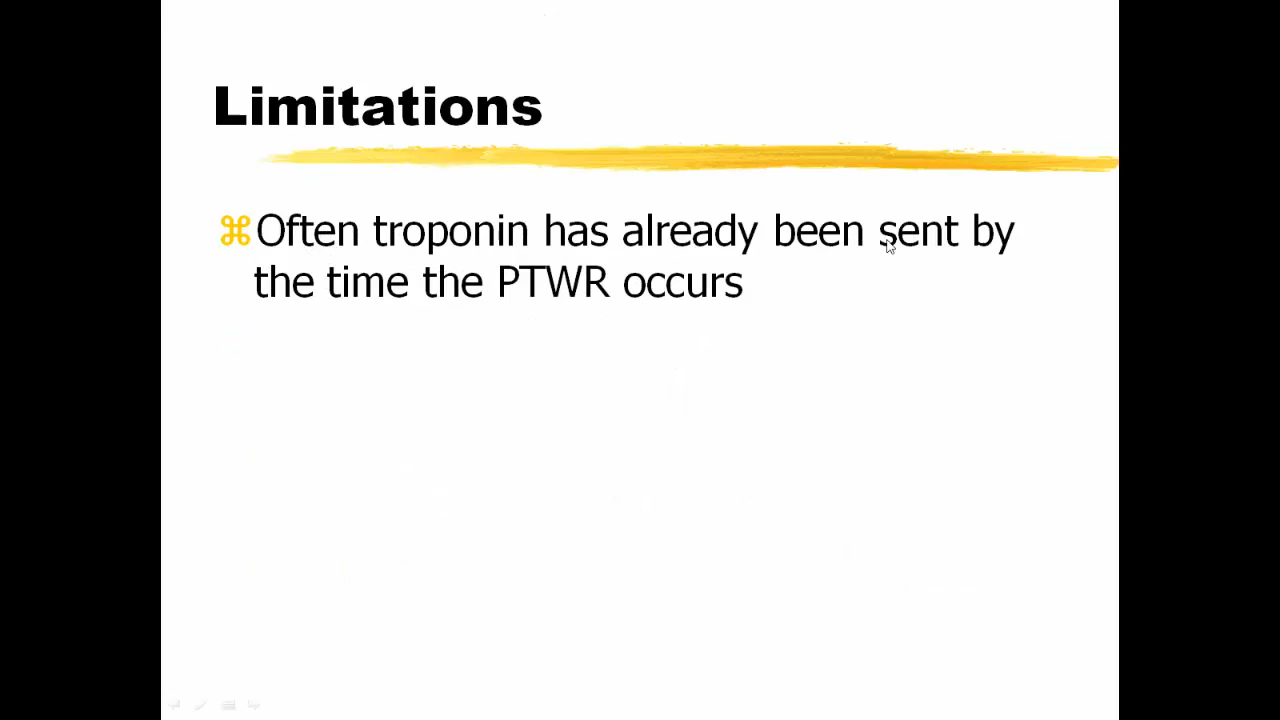 Limitations
⌘Often troponin has already been sent by
the time the PTWR occurs